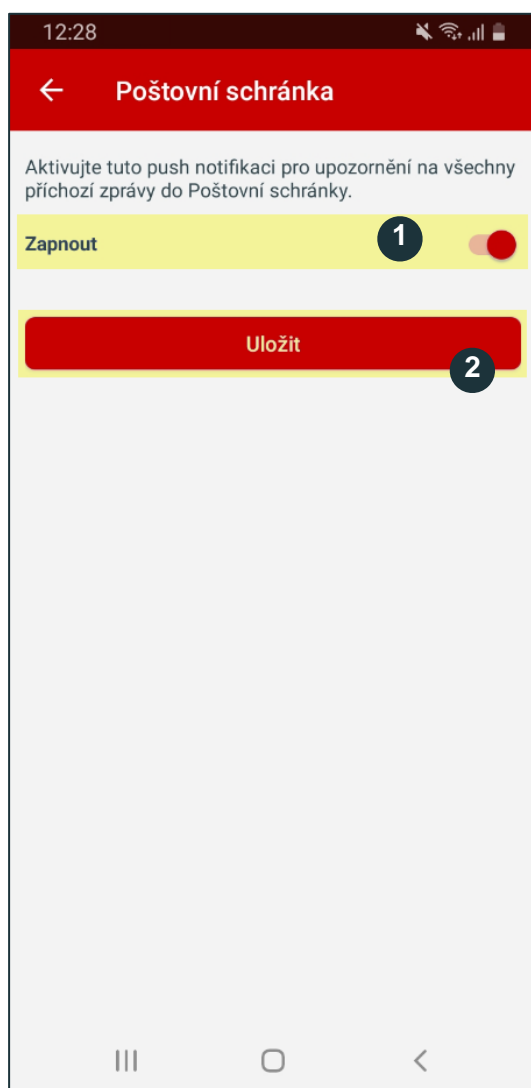 12:28
Poštovní schránka
Aktivujte tuto push notifikaci pro upozornění na všechny
příchozí zprávy do Poštovní schránky.
Zapnout 1
Uložit
2